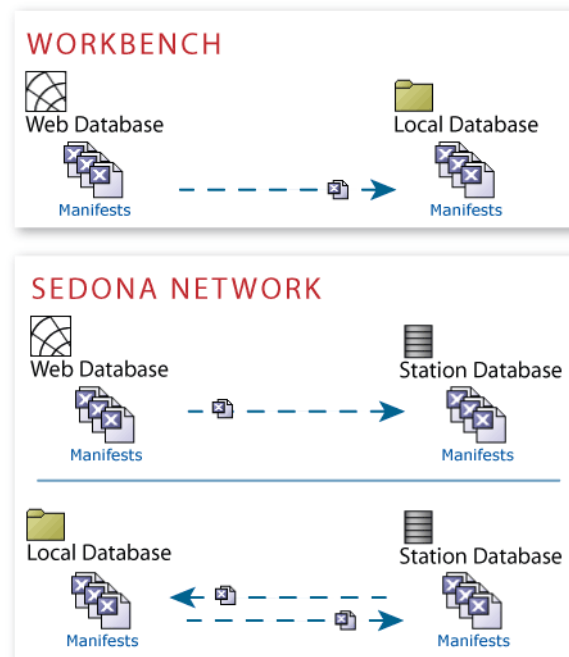 WORKBENCH
Web Database
Local Database
Manifests
Manifests
SEDONA NETWORK
Web Database
Station Database
Manifests
Manifests
Local Database
Station Database
Manifests
Manifests